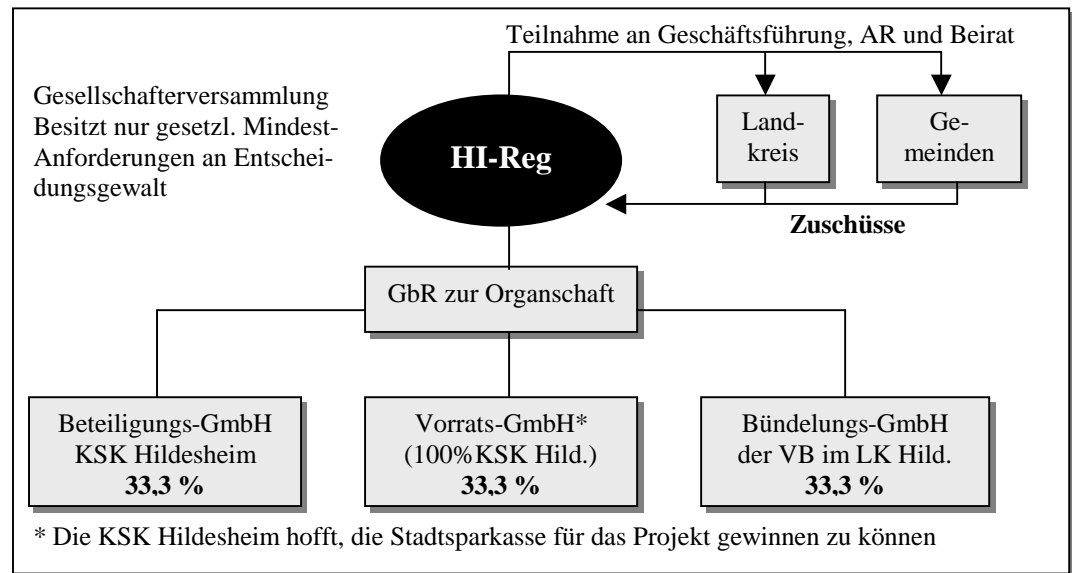 Teilnahme an Geschäftsführung, AR und Beirat
Gesellschafterversammlung
Besitzt nur gesetzl. Mindest-
Anforderungen an Entschei-
dungsgewalt
HI-Reg
Land-
kreis
Ge-
meinden
Zuschüsse
GbR zur Organschaft
Beteiligungs-GmbH
KSK Hildesheim
33,3 %
Vorrats-GmbH*
(100%KSK Hild.)
33,3 %
Bündelungs-GmbH
der VB im LK Hild.
33,3 %
* Die KSK Hildesheim hofft, die Stadtsparkasse für das Projekt gewinnen zu können